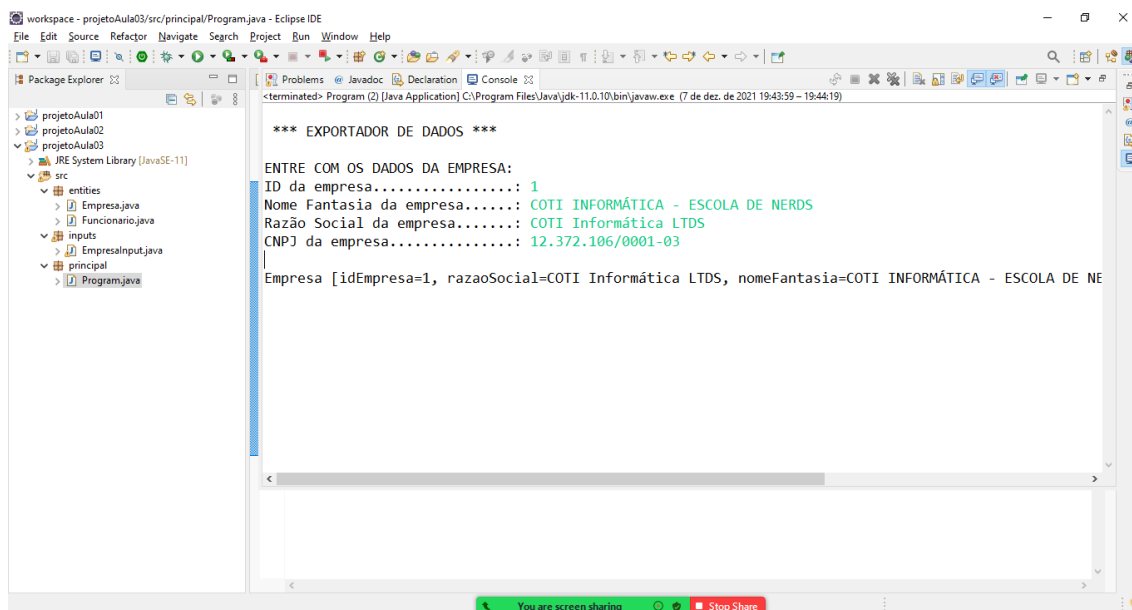 workspace - projetoAula03/src/principal/Program.java - Eclipse IDE
File Edit Source Refactor Navigate Search Project Run Window Help
Package Explorer
Problems @ Javadoc Declaration Console
<terminated> Program (2) [Java Application] C:\Program Files\Java\jdk-11.0.10\bin\javaw.exe (7 de dez. de 2021 19:43:59 – 19:44:19)
projetoAula01
projetoAula02
projetoAula03
JRE System Library [JavaSE-11]
src
entities
Empresa.java
Funcionario.java
inputs
EmpresaInput.java
principal
Program.java
*** EXPORTADOR DE DADOS ***
ENTRE COM OS DADOS DA EMPRESA:
ID da empresa.................: 1
Nome Fantasia da empresa......: COTI INFORMÁTICA - ESCOLA DE NERDS
Razão Social da empresa.......: COTI Informática LTDS
CNPJ da empresa...............: 12.372.106/0001-03
Empresa [idEmpresa=1, razaoSocial=COTI Informática LTDS, nomeFantasia=COTI INFORMÁTICA - ESCOLA DE NE
You are screen sharing Stop Share